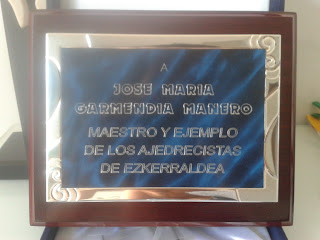 A
JOSE MARIA
GARMENDIA MANERO
MAESTRO Y EJEMPLO
DE LOS AJEDRECISTAS
DE EZKERRALDEA